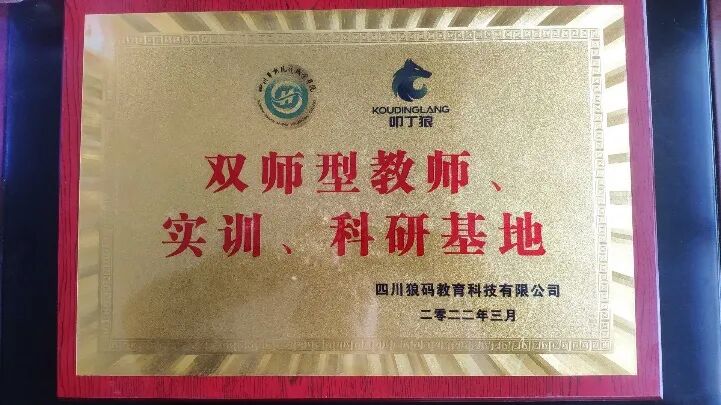 KOUDINGLANG
叩丁狼
双师型教师、
实训、科研基地
四川狼码教育科技有限公司
二零二二年三月